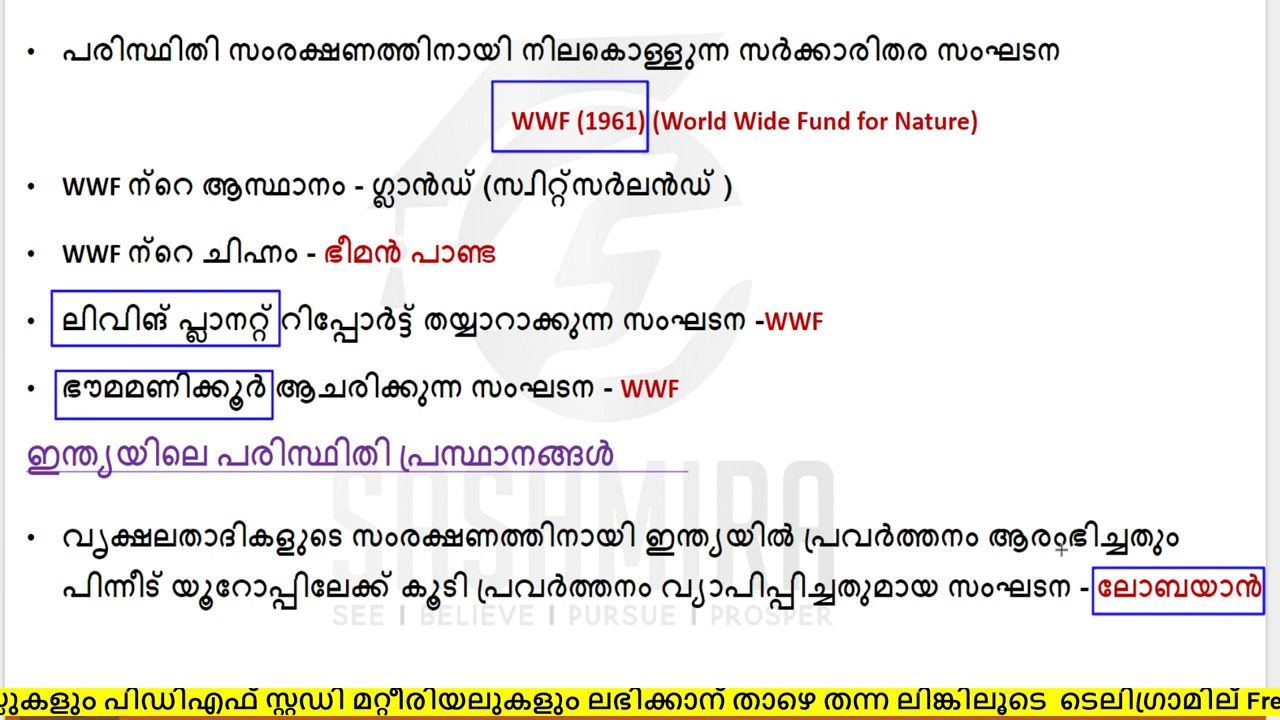 • പരിസ്ഥിതി സംരക്ഷണത്തിനായി നിലകൊള്ളുന്ന സർക്കാരിതര സംഘടന
WWF (1961) (World Wide Fund for Nature)
• WWF ന്റെ ആസ്ഥാനം - ഗ്ലാൻഡ് (സ്വിറ്റ്സർലൻഡ് )
• WWF ന്റെ ചിഹ്നം - ഭീമൻ പാണ്ട
• ലിവിങ് പ്ലാനറ്റ് റിപ്പോർട്ട് തയ്യാറാക്കുന്ന സംഘടന -WWF
• ഭൗമമണിക്കൂർ ആചരിക്കുന്ന സംഘടന - WWF
ഇന്ത്യയിലെ പരിസ്ഥിതി പ്രസ്ഥാനങ്ങൾ
SASHMIRA
• വൃക്ഷലതാദികളുടെ സംരക്ഷണത്തിനായി ഇന്ത്യയിൽ പ്രവർത്തനം ആരംഭിച്ചതും
പിന്നീട് യൂറോപ്പിലേക്ക് കൂടി പ്രവർത്തനം വ്യാപിപ്പിച്ചതുമായ സംഘടന - ലോബയാൻ
SEE I BELIEVE I PURSUE I PROSPER
പിഡിഎഫ് സ്റ്റഡി മറ്റീരിയലുകളും ലഭിക്കാന് താഴെ തന്ന ലിങ്കിലൂടെ ടെലിഗ്രാമില്